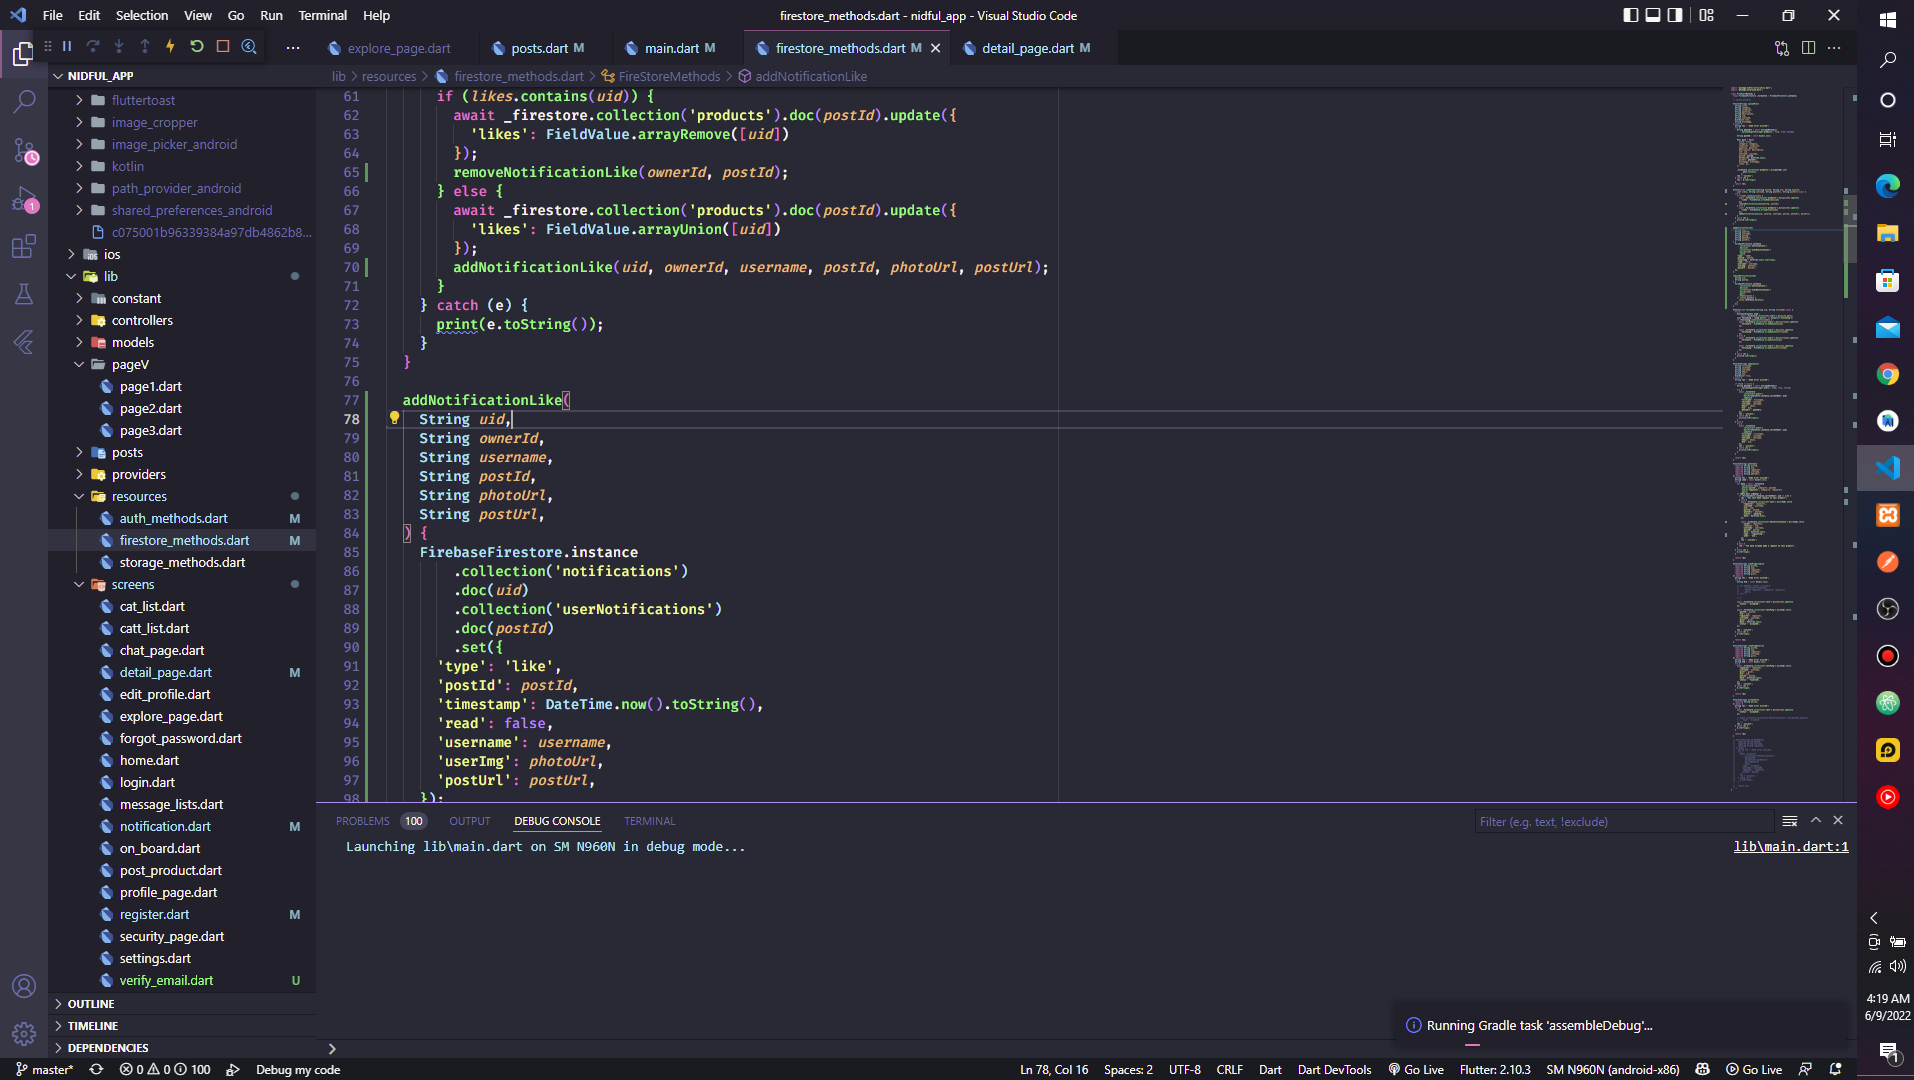 File Edit Selection View Go Run Terminal Help
firestore_methods.dart - nidful_app - Visual Studio Code
explore_page.dart
posts.dart M
main.dart M
firestore_methods.dart M
detail_page.dart M
NIDFUL_APP
lib > resources > firestore_methods.dart > FireStoreMethods > addNotificationLike
fluttertoast
image_cropper
image_picker_android
kotlin
path_provider_android
shared_preferences_android
c075001b96339384a97db4862b8...
ios
lib
constant
controllers
models
pageV
page1.dart
page2.dart
page3.dart
posts
providers
resources
auth_methods.dart M
firestore_methods.dart M
storage_methods.dart
screens
cat_list.dart
catt_list.dart
chat_page.dart
detail_page.dart M
edit_profile.dart
explore_page.dart
forgot_password.dart
home.dart
login.dart
message_lists.dart
notification.dart M
on_board.dart
post_product.dart
profile_page.dart
register.dart M
security_page.dart
settings.dart
verify_email.dart U
OUTLINE
TIMELINE
DEPENDENCIES
61 if (likes.contains(uid)) {
62 await _firestore.collection('products').doc(postId).update({
63 'likes': FieldValue.arrayRemove([uid])
64 });
65 removeNotificationLike(ownerId, postId);
66 } else {
67 await _firestore.collection('products').doc(postId).update({
68 'likes': FieldValue.arrayUnion([uid])
69 });
70 addNotificationLike(uid, ownerId, username, postId, photoUrl, postUrl);
71 }
72 } catch (e) {
73 print(e.toString());
74 }
75 }
76
77 addNotificationLike(
78 String uid,
79 String ownerId,
80 String username,
81 String postId,
82 String photoUrl,
83 String postUrl,
84 ) {
85 FirebaseFirestore.instance
86 .collection('notifications')
87 .doc(uid)
88 .collection('userNotifications')
89 .doc(postId)
90 .set({
91 'type': 'like',
92 'postId': postId,
93 'timestamp': DateTime.now().toString(),
94 'read': false,
95 'username': username,
96 'userImg': photoUrl,
97 'postUrl': postUrl,
98 });
PROBLEMS 100 OUTPUT DEBUG CONSOLE TERMINAL
Filter (e.g. text, !exclude)
Launching lib\main.dart on SM N960N in debug mode...
lib\main.dart:1
Running Gradle task 'assembleDebug'...
4:19 AM
6/9/2022
1
1
master* 0 0 100 Debug my code
Ln 78, Col 16 Spaces: 2 UTF-8 CRLF Dart Dart DevTools Go Live Flutter: 2.10.3 SM N960N (android-x86) Go Live